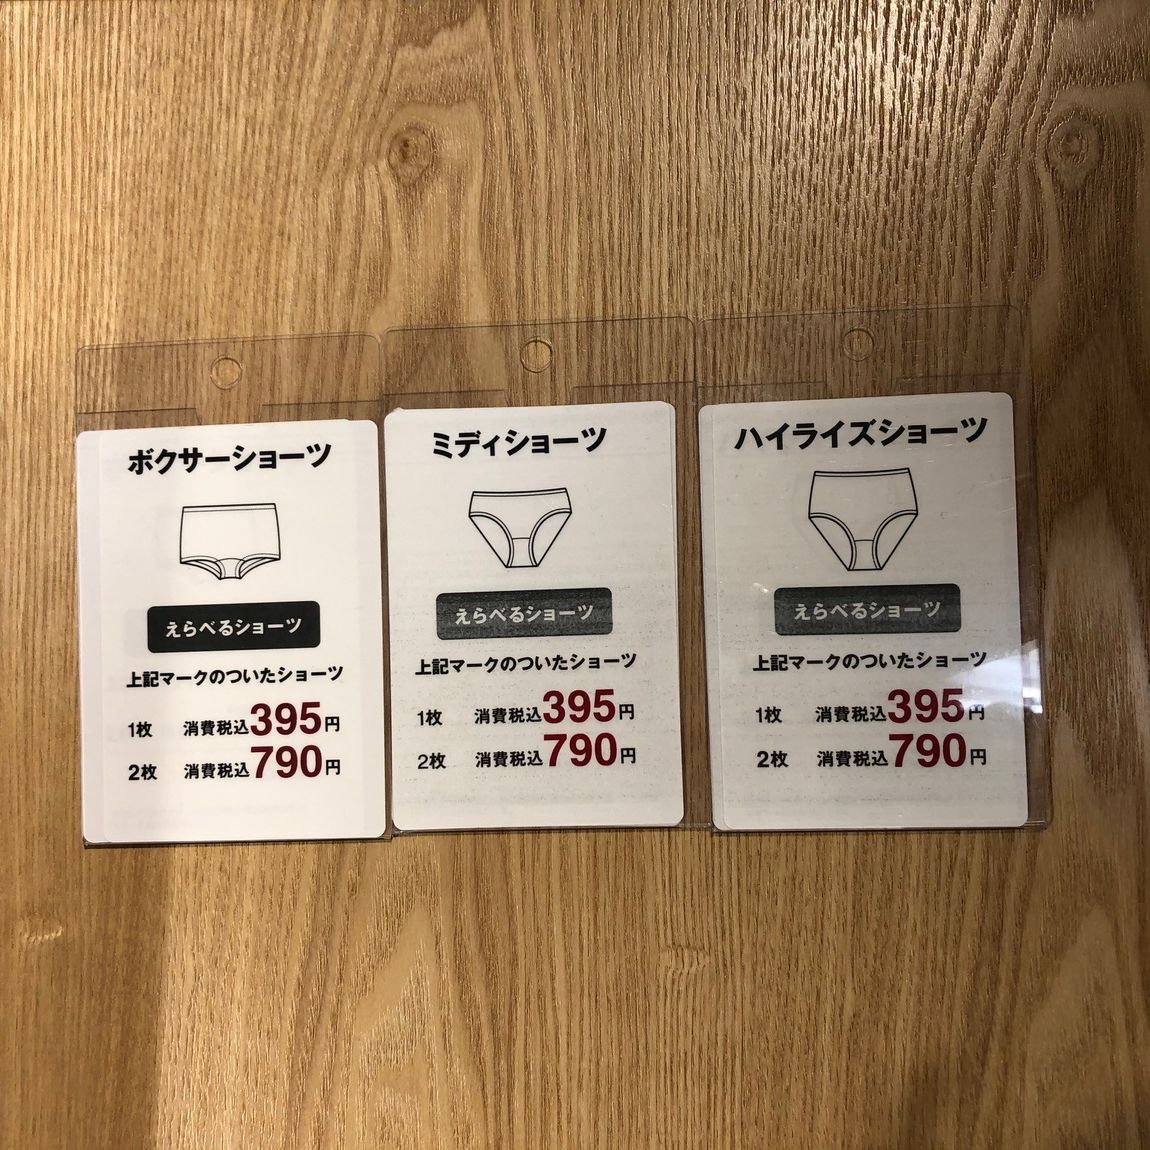 ボクサーショーツ
えらべるショーツ
上記マークのついたショーツ
1枚 消費税込395円
2枚 消費税込790円
ミディショーツ
えらべるショーツ
上記マークのついたショーツ
1枚 消費税込395円
2枚 消費税込790円
ハイライズショーツ
えらべるショーツ
上記マークのついたショーツ
1枚 消費税込395円
2枚 消費税込790円